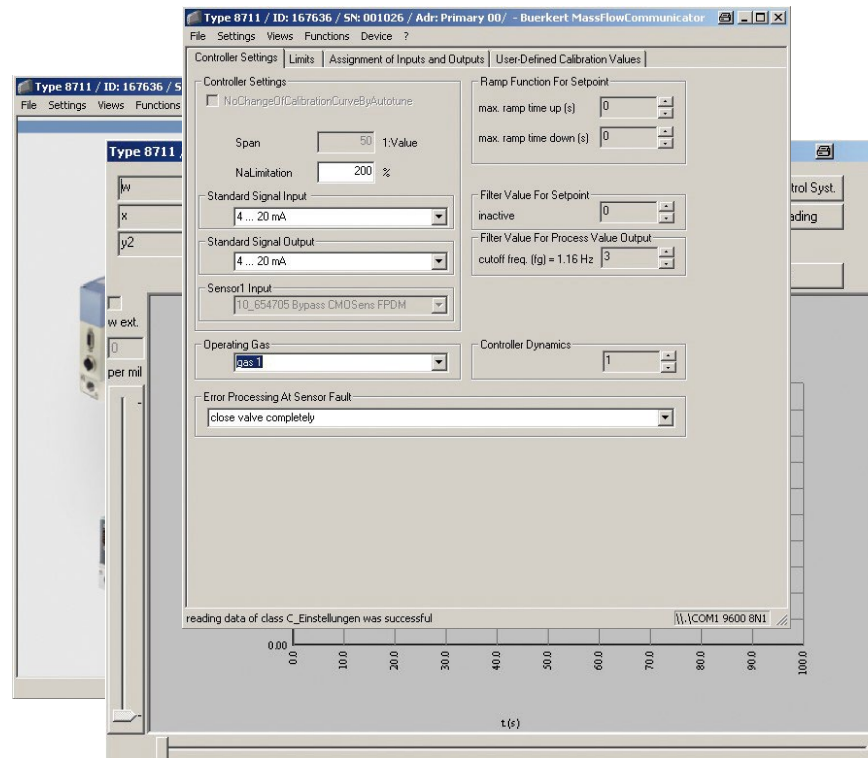 Type 8711 / ID: 167636 / SN: 001026 / Adr: Primary 00/ - Buerkert MassFlowCommunicator
File Settings Views Functions Device ?
Controller Settings Limits Assignment of Inputs and Outputs User-Defined Calibration Values
Controller Settings
NoChangeOfCalibrationCurveByAutotune
Span 50 1:Value
NaLimitation 200 %
Standard Signal Input
4 ... 20 mA
Standard Signal Output
4 ... 20 mA
Sensor1 Input
10_654705 Bypass CMOSens FPDM
Operating Gas
gas 1
Error Processing At Sensor Fault
close valve completely
Ramp Function For Setpoint
max. ramp time up (s) 0
max. ramp time down (s) 0
Filter Value For Setpoint
inactive 0
Filter Value For Process Value Output
cutoff freq. (fg) = 1.16 Hz 3
Controller Dynamics
1
reading data of class C_Einstellungen was successful
\\.\COM1 9600 8N1
Type 8711 / ID: 167636 / S
File Settings Views Functions
Type 8711 /
w
x
y2
w ext.
0
per mil
trol Syst.
ading
0.00
0.0 10.0 20.0 30.0 40.0 50.0 60.0 70.0 80.0 90.0 100.0
t(s)